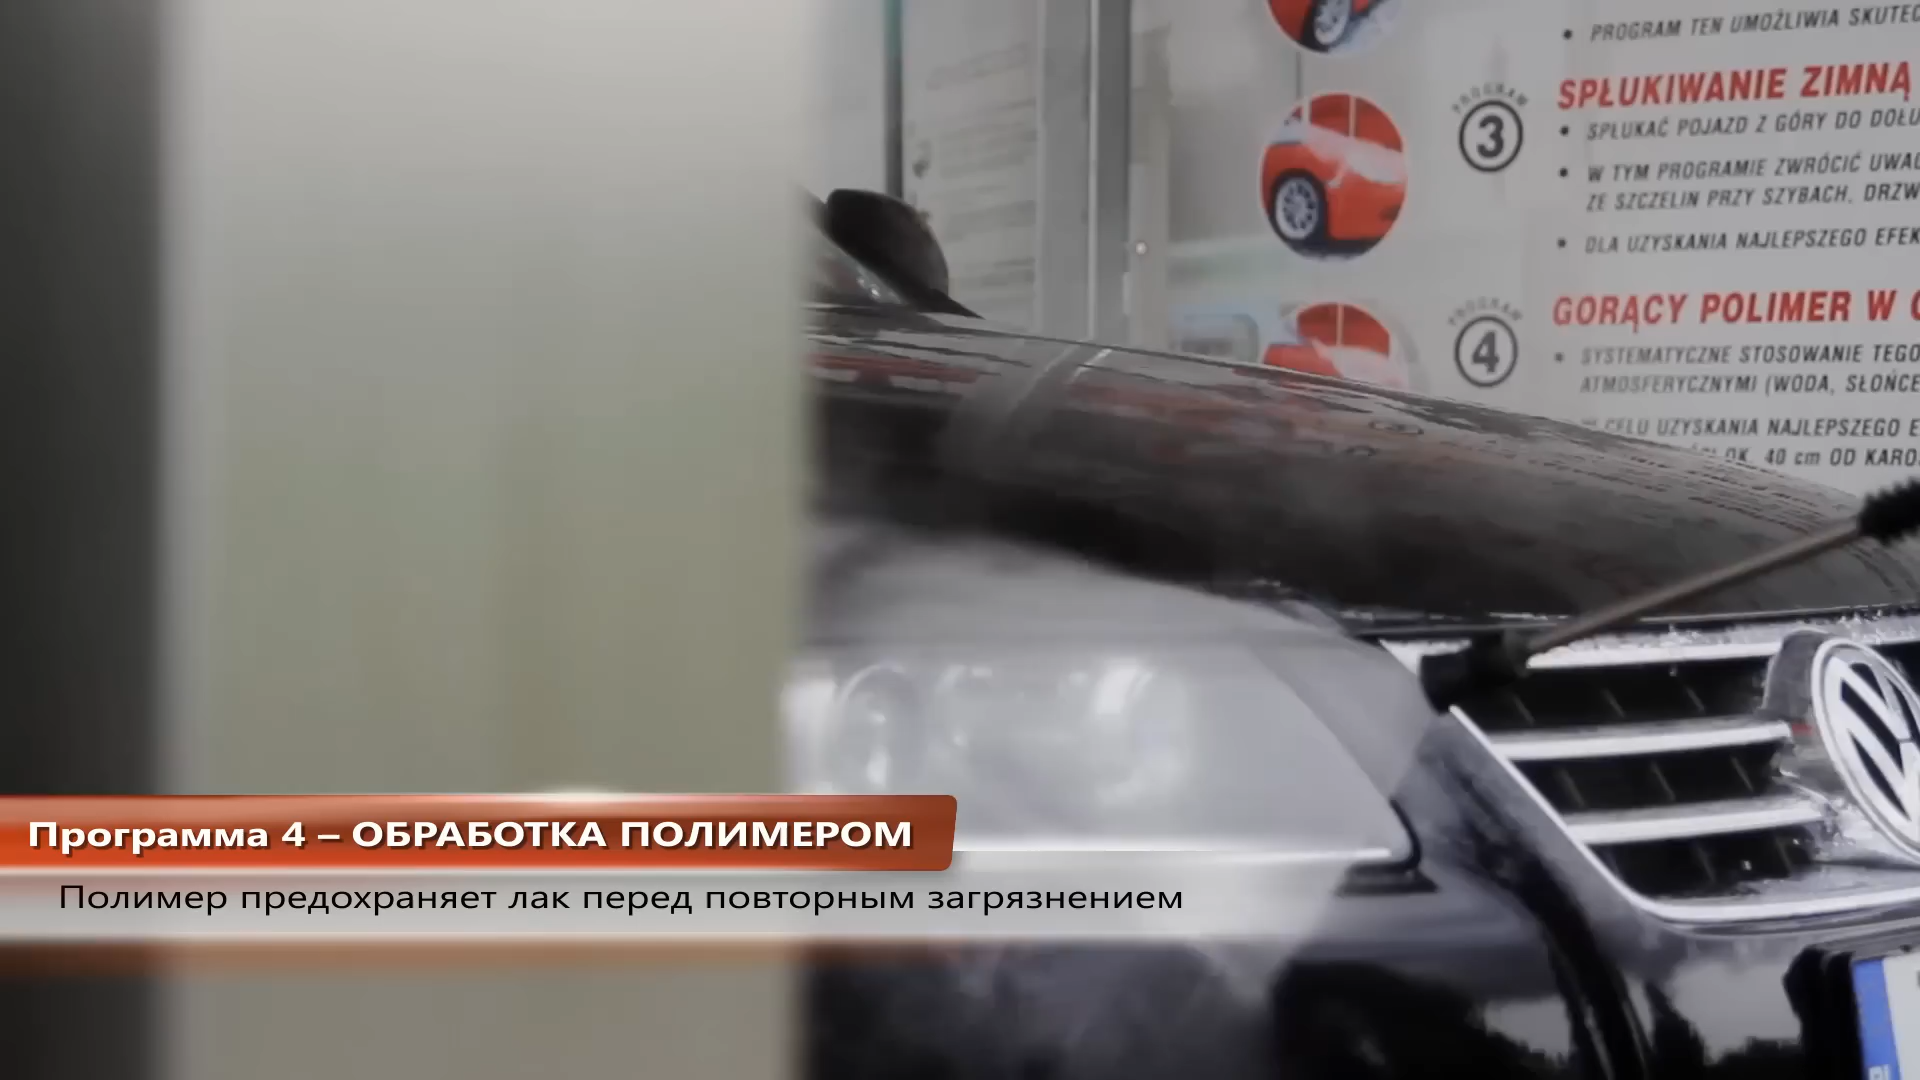 PROGRAM TEN UMOŻLIWIA SKUTEC
PROGRAM
3
SPŁUKIWANIE ZIMNĄ
SPŁUKAĆ POJAZD Z GÓRY DO DOŁU
W TYM PROGRAMIE ZWRÓCIĆ UWAG
ZE SZCZELIN PRZY SZYBACH, DRZW
DLA UZYSKANIA NAJLEPSZEGO EFEK
PROGRAM
4
GORĄCY POLIMER W
SYSTEMATYCZNE STOSOWANIE TEGO
ATMOSFERYCZNYMI (WODA, SŁOŃCE
W CELU UZYSKANIA NAJLEPSZEGO E
OK. 40 cm OD KARO
Программа 4 – ОБРАБОТКА ПОЛИМЕРОМ
Полимер предохраняет лак перед повторным загрязнением